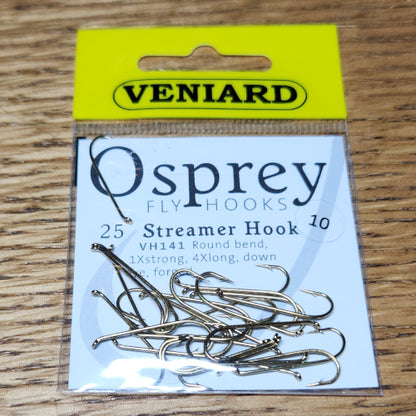 VENIARD
Osprey
FLY HOOKS
25 Streamer Hook 10
VH141 Round bend,
1Xstrong, 4Xlong, down